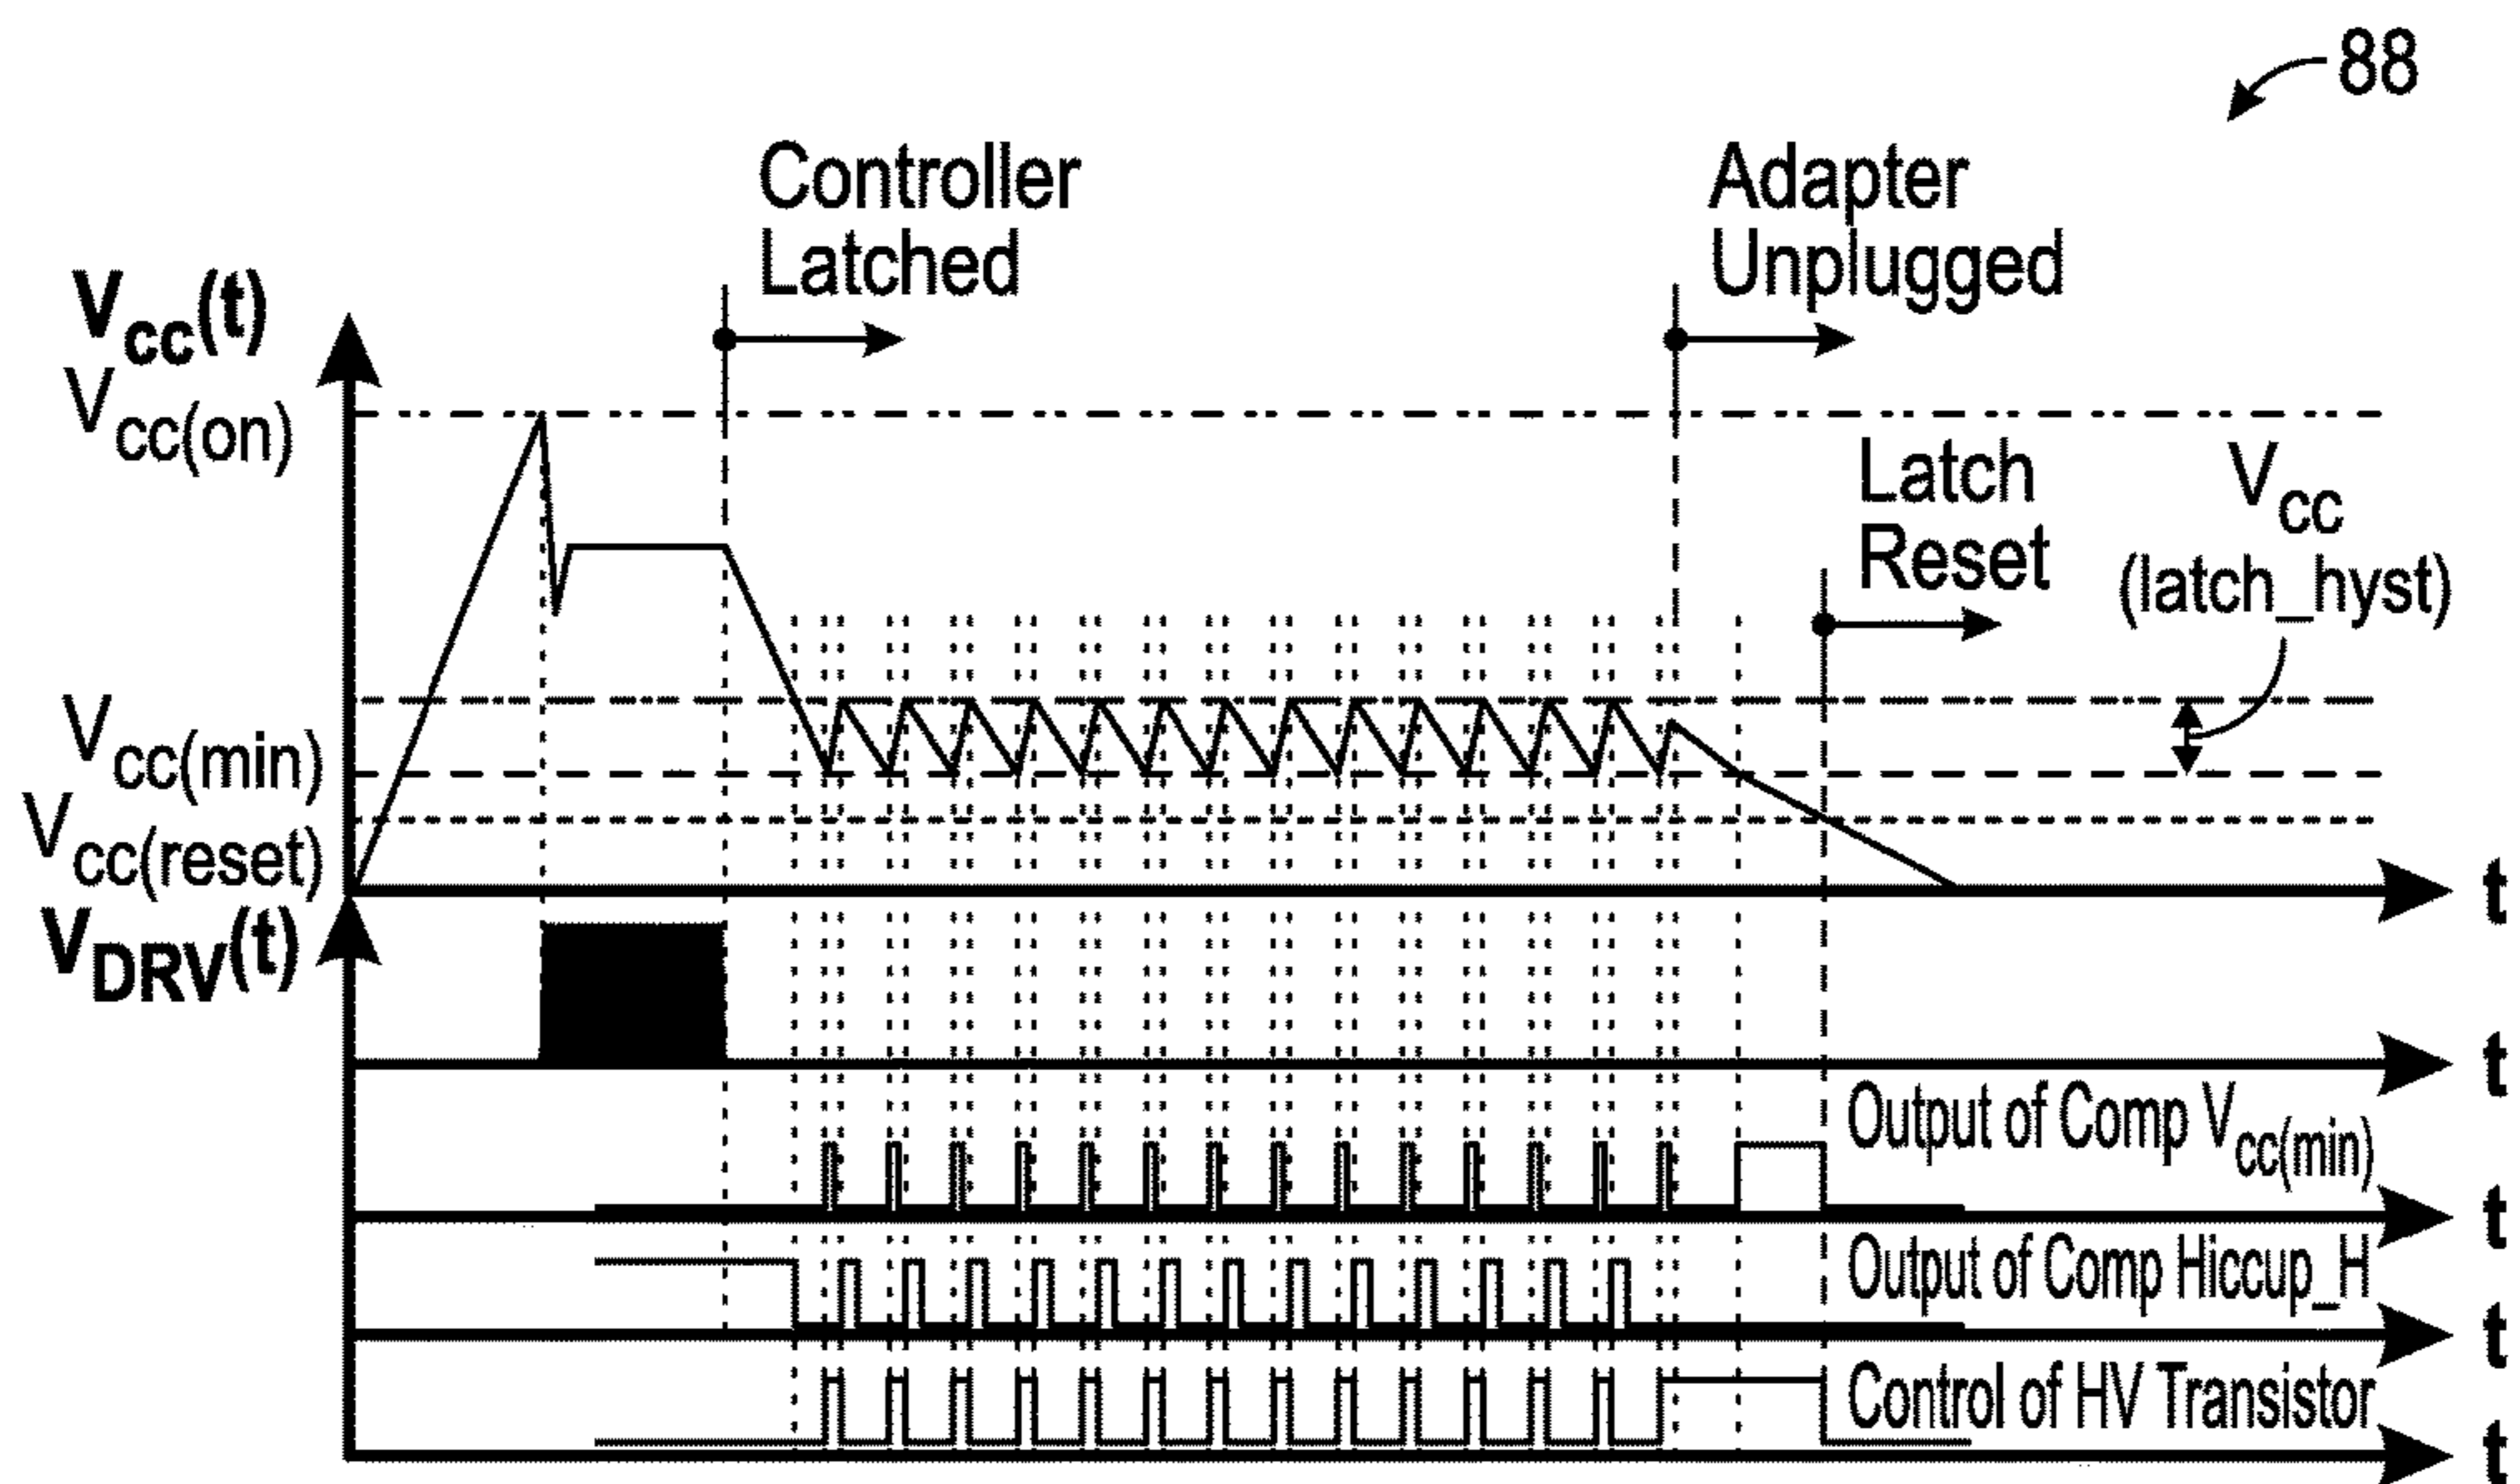 88
Controller
Latched
Adapter
Unplugged
Vcc(t)
Vcc(on)
Latch
Reset
Vcc
(latch_hyst)
Vcc(min)
Vcc(reset)
t
VDRV(t)
t
Output of Comp Vcc(min)
t
Output of Comp Hiccup_H
t
Control of HV Transistor
t